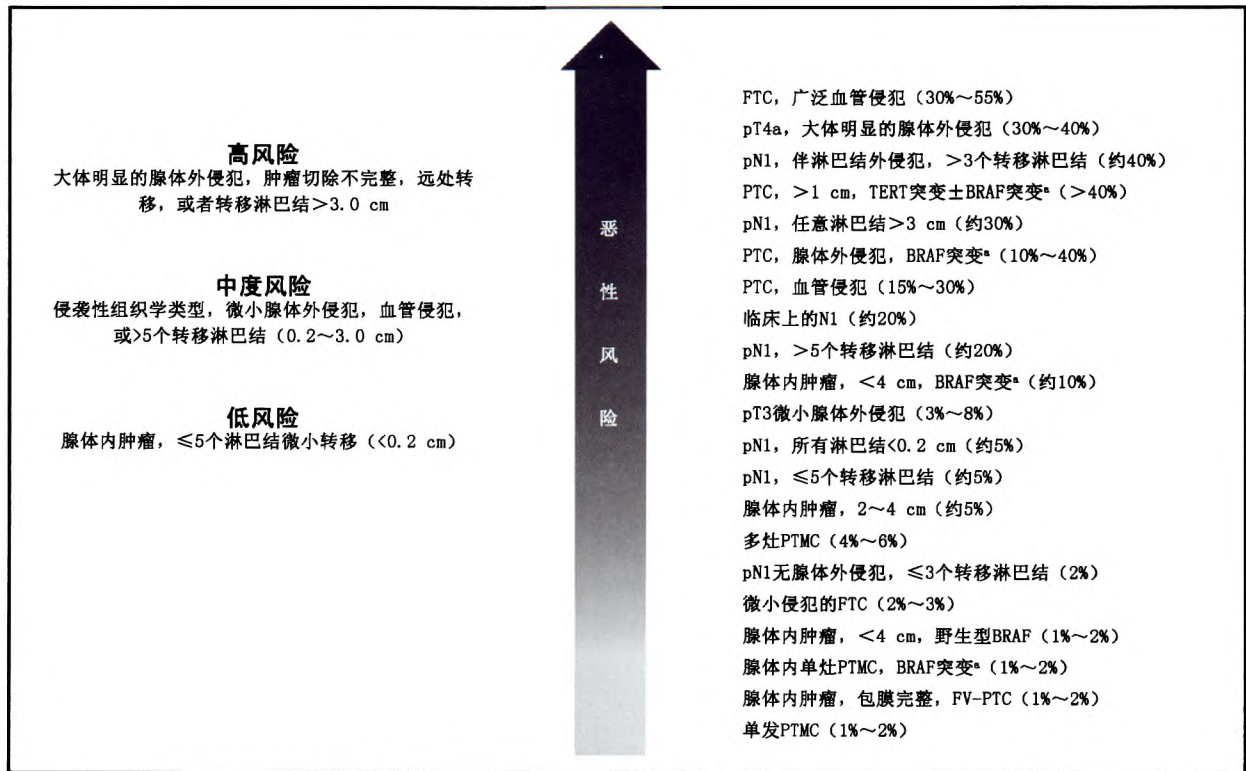 高风险
大体明显的腺体外侵犯，肿瘤切除不完整，远处转
移，或者转移淋巴结>3.0 cm
中度风险
侵袭性组织学类型，微小腺体外侵犯，血管侵犯，
或>5个转移淋巴结（0.2～3.0 cm）
低风险
腺体内肿瘤，≤5个淋巴结微小转移（<0.2 cm）
恶
性
风
险
FTC，广泛血管侵犯（30%～55%）
pT4a，大体明显的腺体外侵犯（30%～40%）
pN1，伴淋巴结外侵犯，>3个转移淋巴结（约40%）
PTC，>1 cm，TERT突变±BRAF突变ᵃ（>40%）
pN1，任意淋巴结>3 cm（约30%）
PTC，腺体外侵犯，BRAF突变ᵃ（10%～40%）
PTC，血管侵犯（15%～30%）
临床上的N1（约20%）
pN1，>5个转移淋巴结（约20%）
腺体内肿瘤，<4 cm，BRAF突变ᵃ（约10%）
pT3微小腺体外侵犯（3%～8%）
pN1，所有淋巴结<0.2 cm（约5%）
pN1，≤5个转移淋巴结（约5%）
腺体内肿瘤，2～4 cm（约5%）
多灶PTMC（4%～6%）
pN1无腺体外侵犯，≤3个转移淋巴结（2%）
微小侵犯的FTC（2%～3%）
腺体内肿瘤，<4 cm，野生型BRAF（1%～2%）
腺体内单灶PTMC，BRAF突变ᵃ（1%～2%）
腺体内肿瘤，包膜完整，FV-PTC（1%～2%）
单发PTMC（1%～2%）